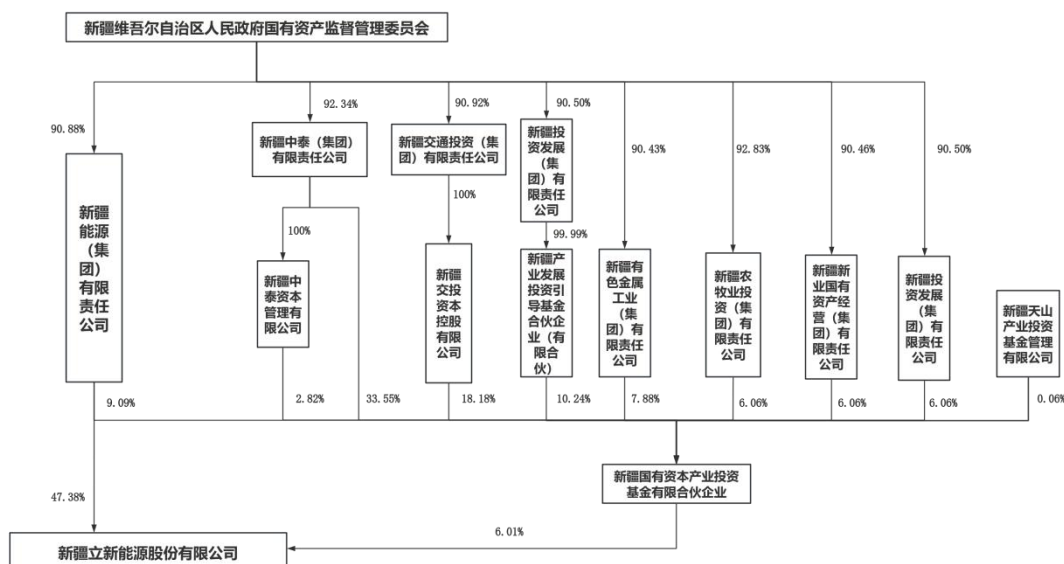 新疆维吾尔自治区人民政府国有资产监督管理委员会
90.88%
92.34%
90.92%
90.50%
90.43%
92.83%
90.46%
90.50%
新疆中泰（集团）
有限责任公司
新疆交通投资（集
团）有限责任公司
新疆投
资发展
（集
团）有
限责任
公司
100%
100%
99.99%
新疆
能源
（集
团）有
限责任
公司
新疆中
泰资本
管理有
限公司
新疆
交投资
本
控股有
限公司
新疆产
业发展
投资引
导基金
合伙企
业（有
限合
伙）
新疆有
色金属
工业
（集
团）有
限责任
公司
新疆农
牧业投
资（集
团）有
限责任
公司
新疆新
业国有
资产经
营（集
团）有
限责任
公司
新疆投
资发展
（集
团）有
限责任
公司
新疆天山
产业投资
基金管理
有限公司
9.09%
2.82%
33.55%
18.18%
10.24%
7.88%
6.06%
6.06%
6.06%
0.06%
新疆国有资本产业投资
基金有限合伙企业
47.38%
6.01%
新疆立新能源股份有限公司